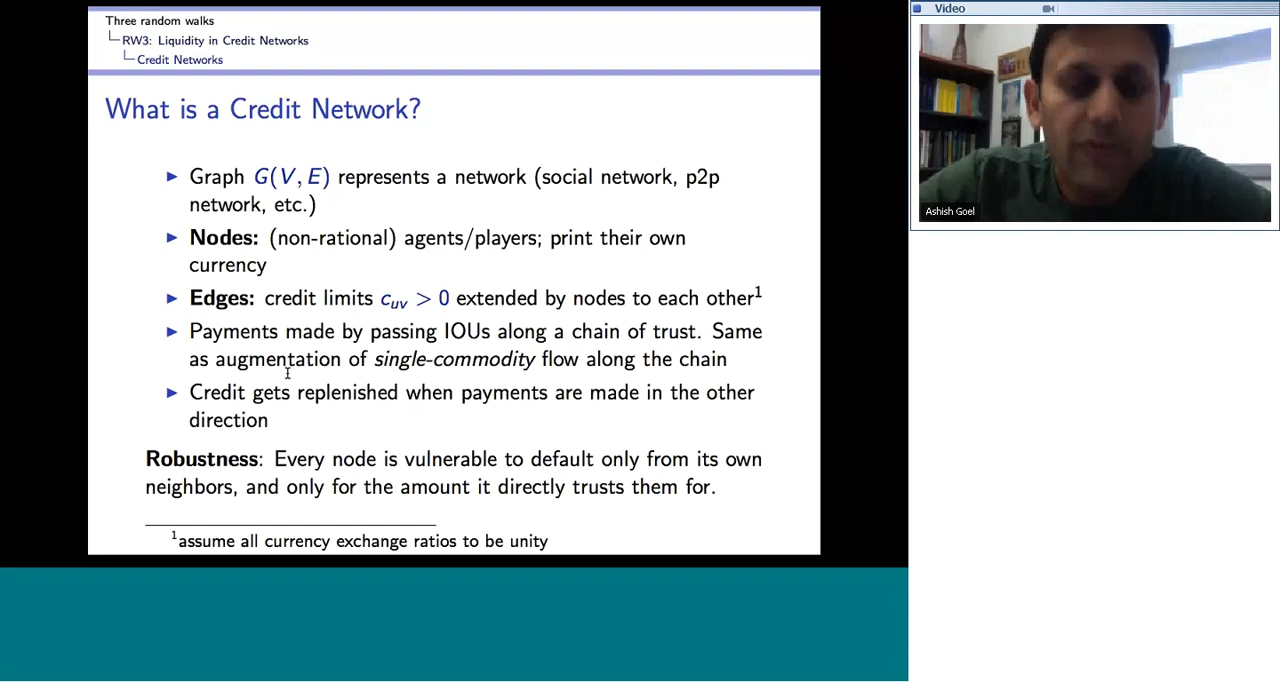 Three random walks
RW3: Liquidity in Credit Networks
Credit Networks
What is a Credit Network?
Graph G(V, E) represents a network (social network, p2p
network, etc.)
Nodes: (non-rational) agents/players; print their own
currency
Edges: credit limits c_uv > 0 extended by nodes to each other¹
Payments made by passing IOUs along a chain of trust. Same
as augmentation of single-commodity flow along the chain
Credit gets replenished when payments are made in the other
direction
Robustness: Every node is vulnerable to default only from its own
neighbors, and only for the amount it directly trusts them for.
¹assume all currency exchange ratios to be unity
Video
Ashish Goel